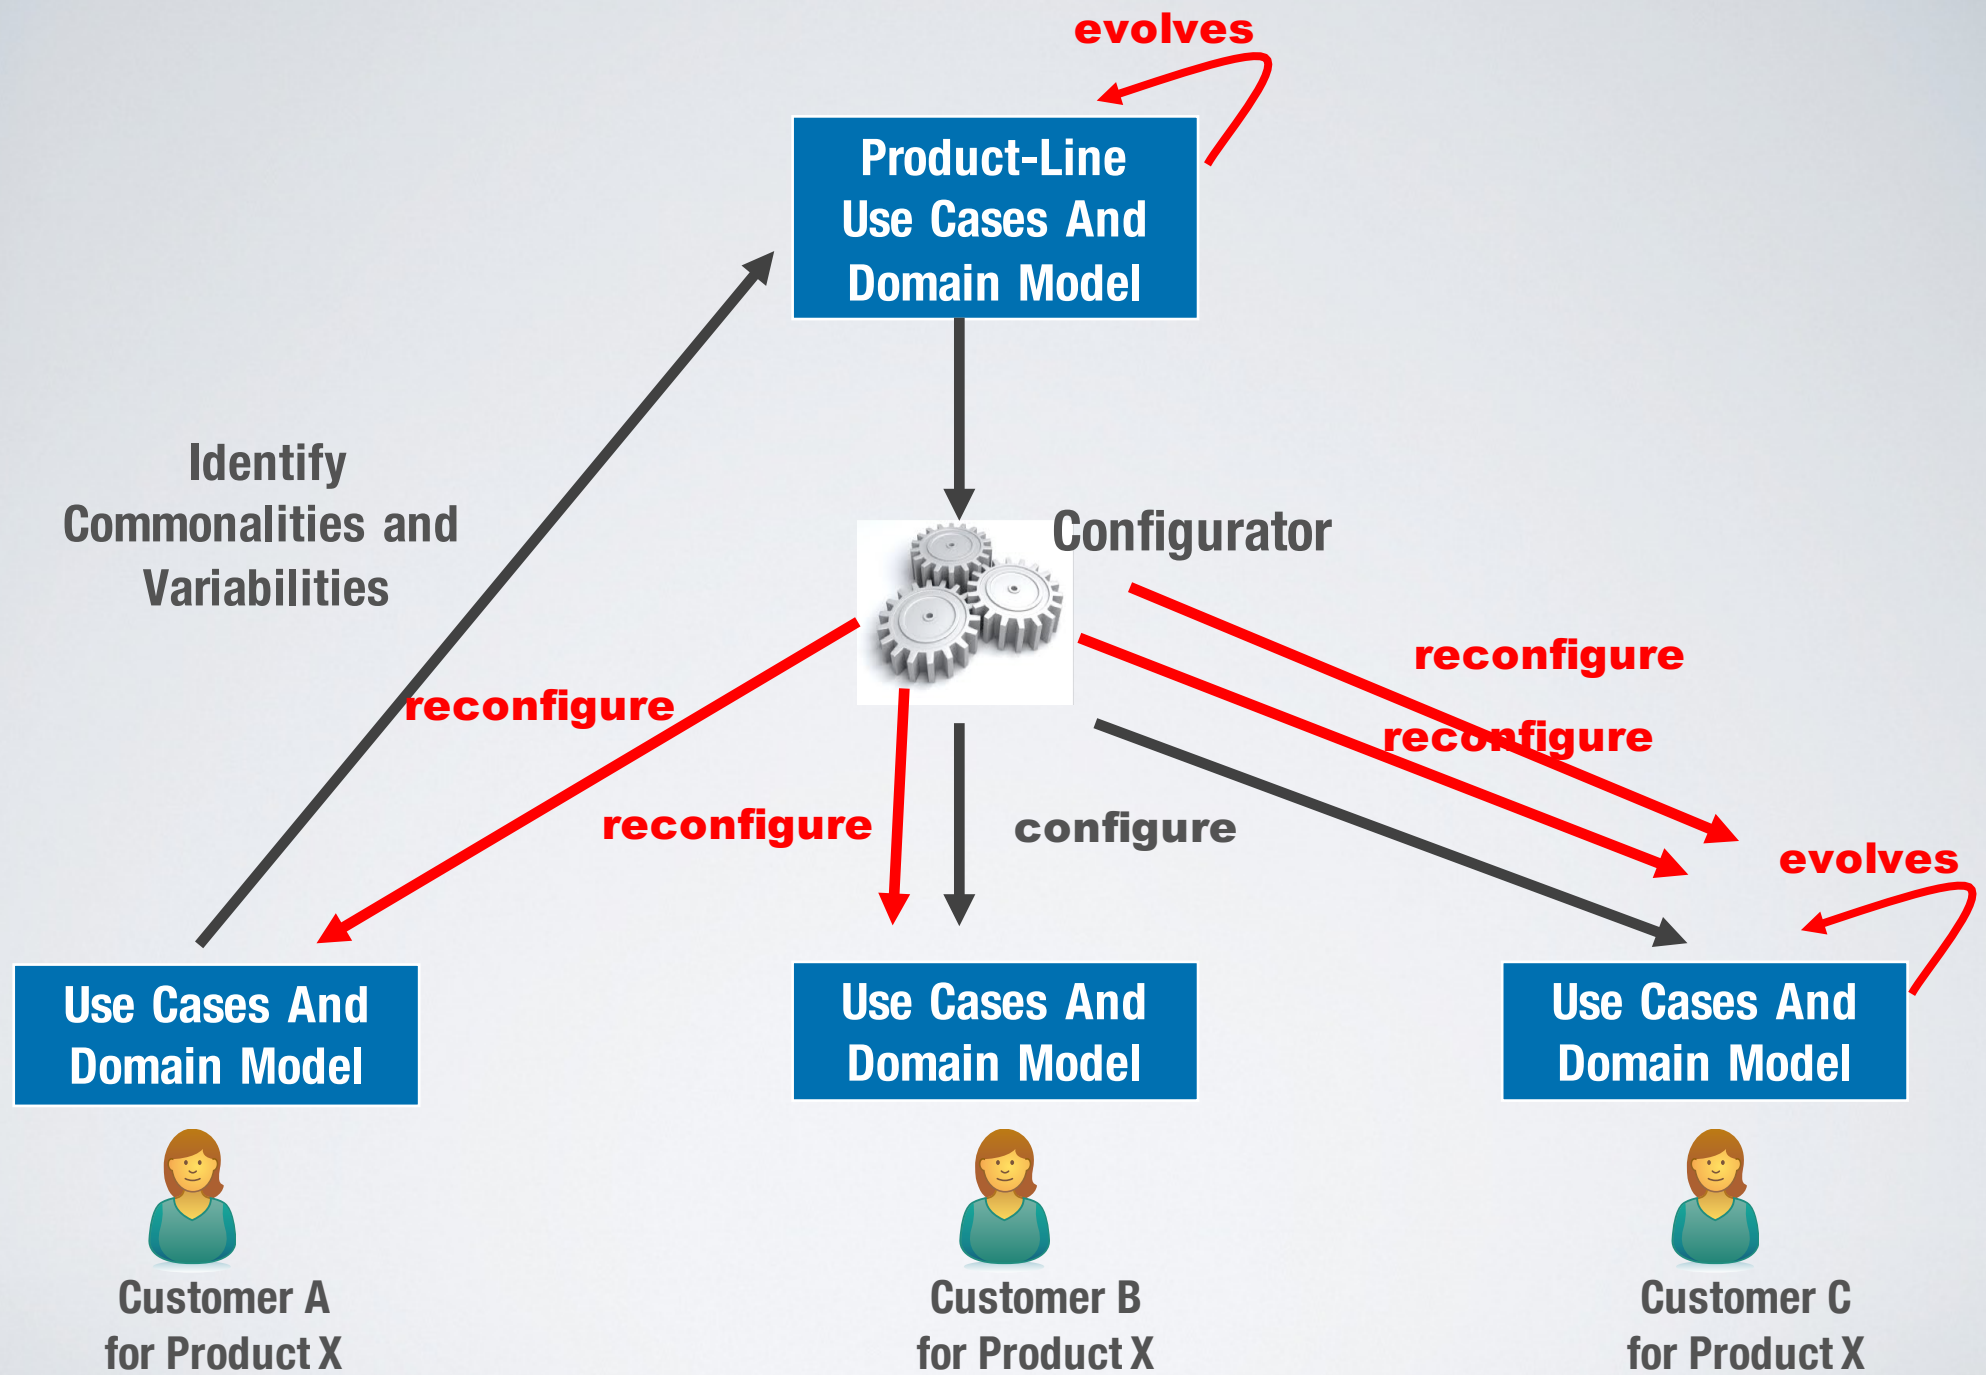 evolves
Product-Line
Use Cases And
Domain Model
Identify
Commonalities and
Variabilities
Configurator
reconfigure
reconfigure
reconfigure
reconfigure
configure
evolves
Use Cases And
Domain Model
Use Cases And
Domain Model
Use Cases And
Domain Model
Customer A
for Product X
Customer B
for Product X
Customer C
for Product X